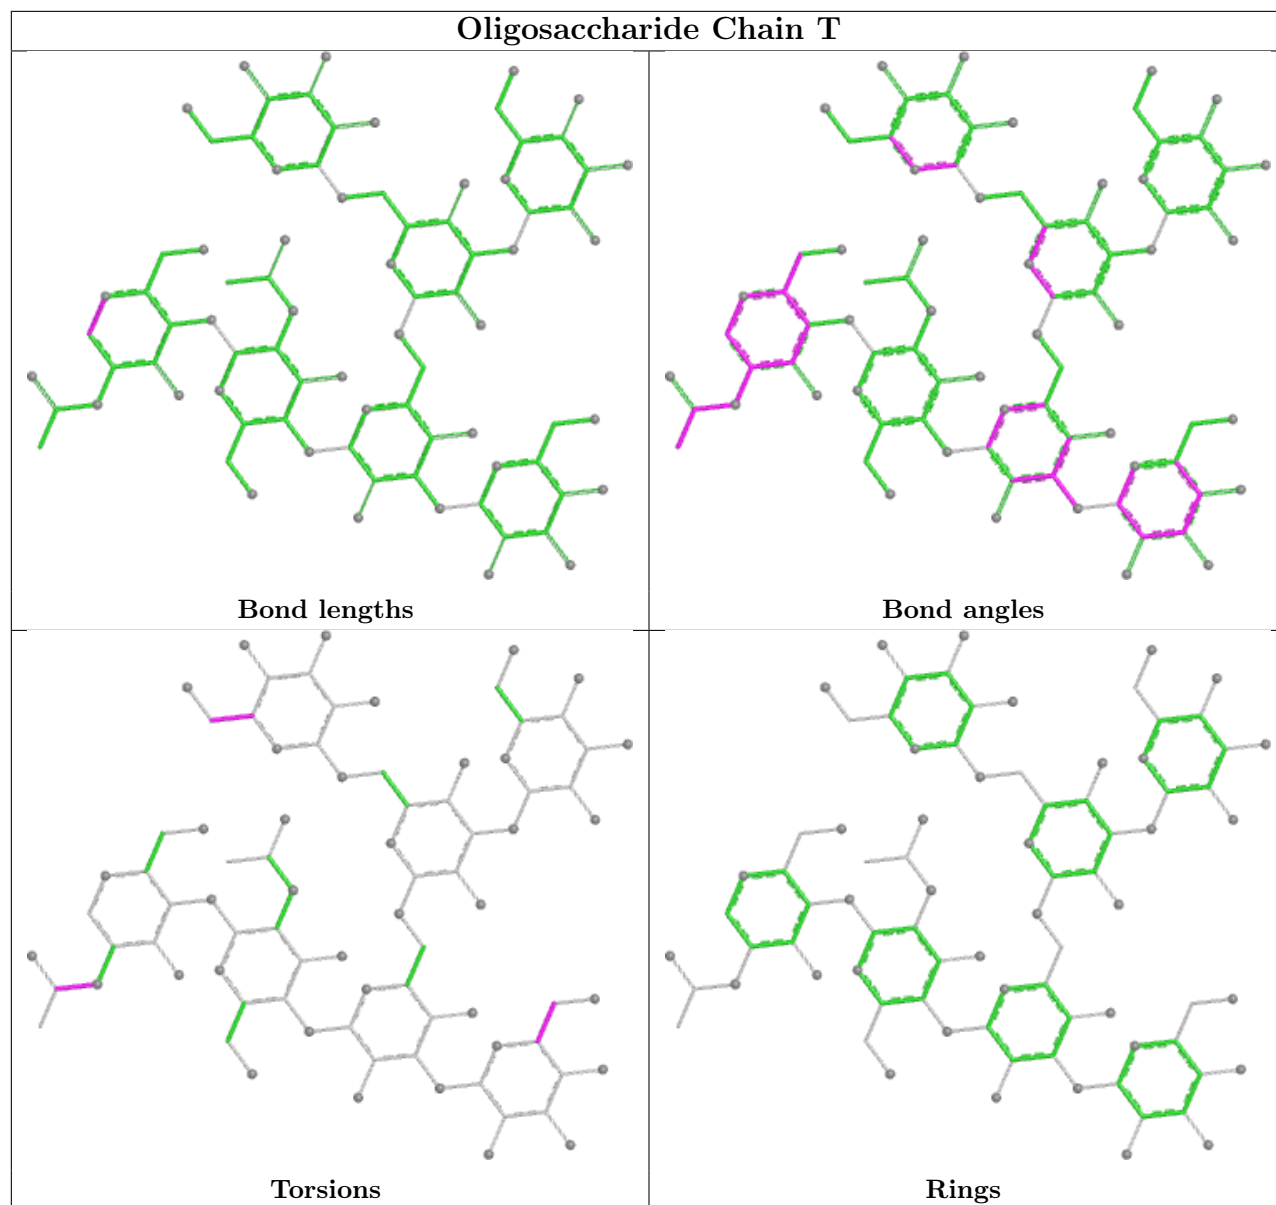 Oligosaccharide Chain T
Bond lengths
Bond angles
Torsions
Rings